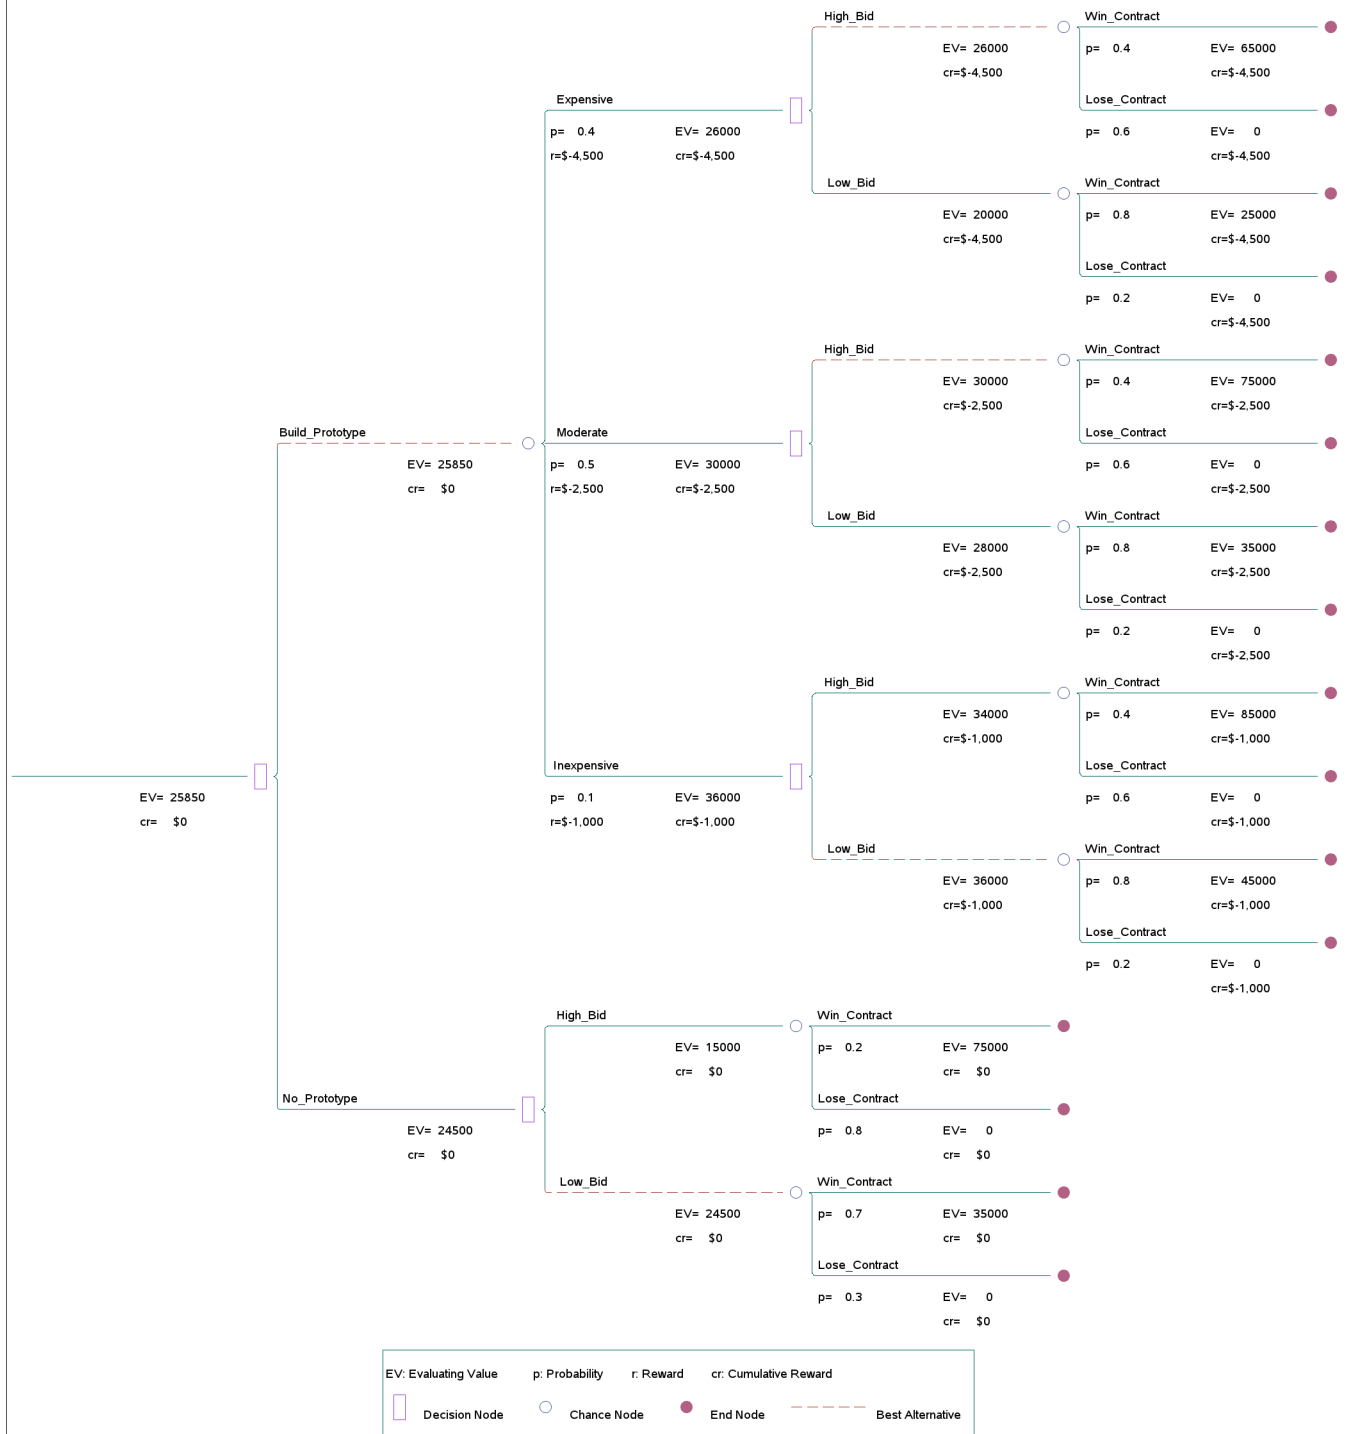 High_Bid Win_Contract
EV= 26000 p= 0.4 EV= 65000
cr=$-4,500 cr=$-4,500
Expensive Lose_Contract
p= 0.4 EV= 26000 p= 0.6 EV= 0
r=$-4,500 cr=$-4,500 cr=$-4,500
Low_Bid Win_Contract
EV= 20000 p= 0.8 EV= 25000
cr=$-4,500 cr=$-4,500
Lose_Contract
p= 0.2 EV= 0
cr=$-4,500
High_Bid Win_Contract
EV= 30000 p= 0.4 EV= 75000
cr=$-2,500 cr=$-2,500
Build_Prototype Moderate Lose_Contract
EV= 25850 p= 0.5 EV= 30000 p= 0.6 EV= 0
cr= $0 r=$-2,500 cr=$-2,500 cr=$-2,500
Low_Bid Win_Contract
EV= 28000 p= 0.8 EV= 35000
cr=$-2,500 cr=$-2,500
Lose_Contract
p= 0.2 EV= 0
cr=$-2,500
High_Bid Win_Contract
EV= 34000 p= 0.4 EV= 85000
cr=$-1,000 cr=$-1,000
Inexpensive Lose_Contract
EV= 25850 p= 0.1 EV= 36000 p= 0.6 EV= 0
cr= $0 r=$-1,000 cr=$-1,000 cr=$-1,000
Low_Bid Win_Contract
EV= 36000 p= 0.8 EV= 45000
cr=$-1,000 cr=$-1,000
Lose_Contract
p= 0.2 EV= 0
cr=$-1,000
High_Bid Win_Contract
EV= 15000 p= 0.2 EV= 75000
cr= $0 cr= $0
No_Prototype Lose_Contract
EV= 24500 p= 0.8 EV= 0
cr= $0 cr= $0
Low_Bid Win_Contract
EV= 24500 p= 0.7 EV= 35000
cr= $0 cr= $0
Lose_Contract
p= 0.3 EV= 0
cr= $0
EV: Evaluating Value p: Probability r: Reward cr: Cumulative Reward
Decision Node Chance Node End Node Best Alternative